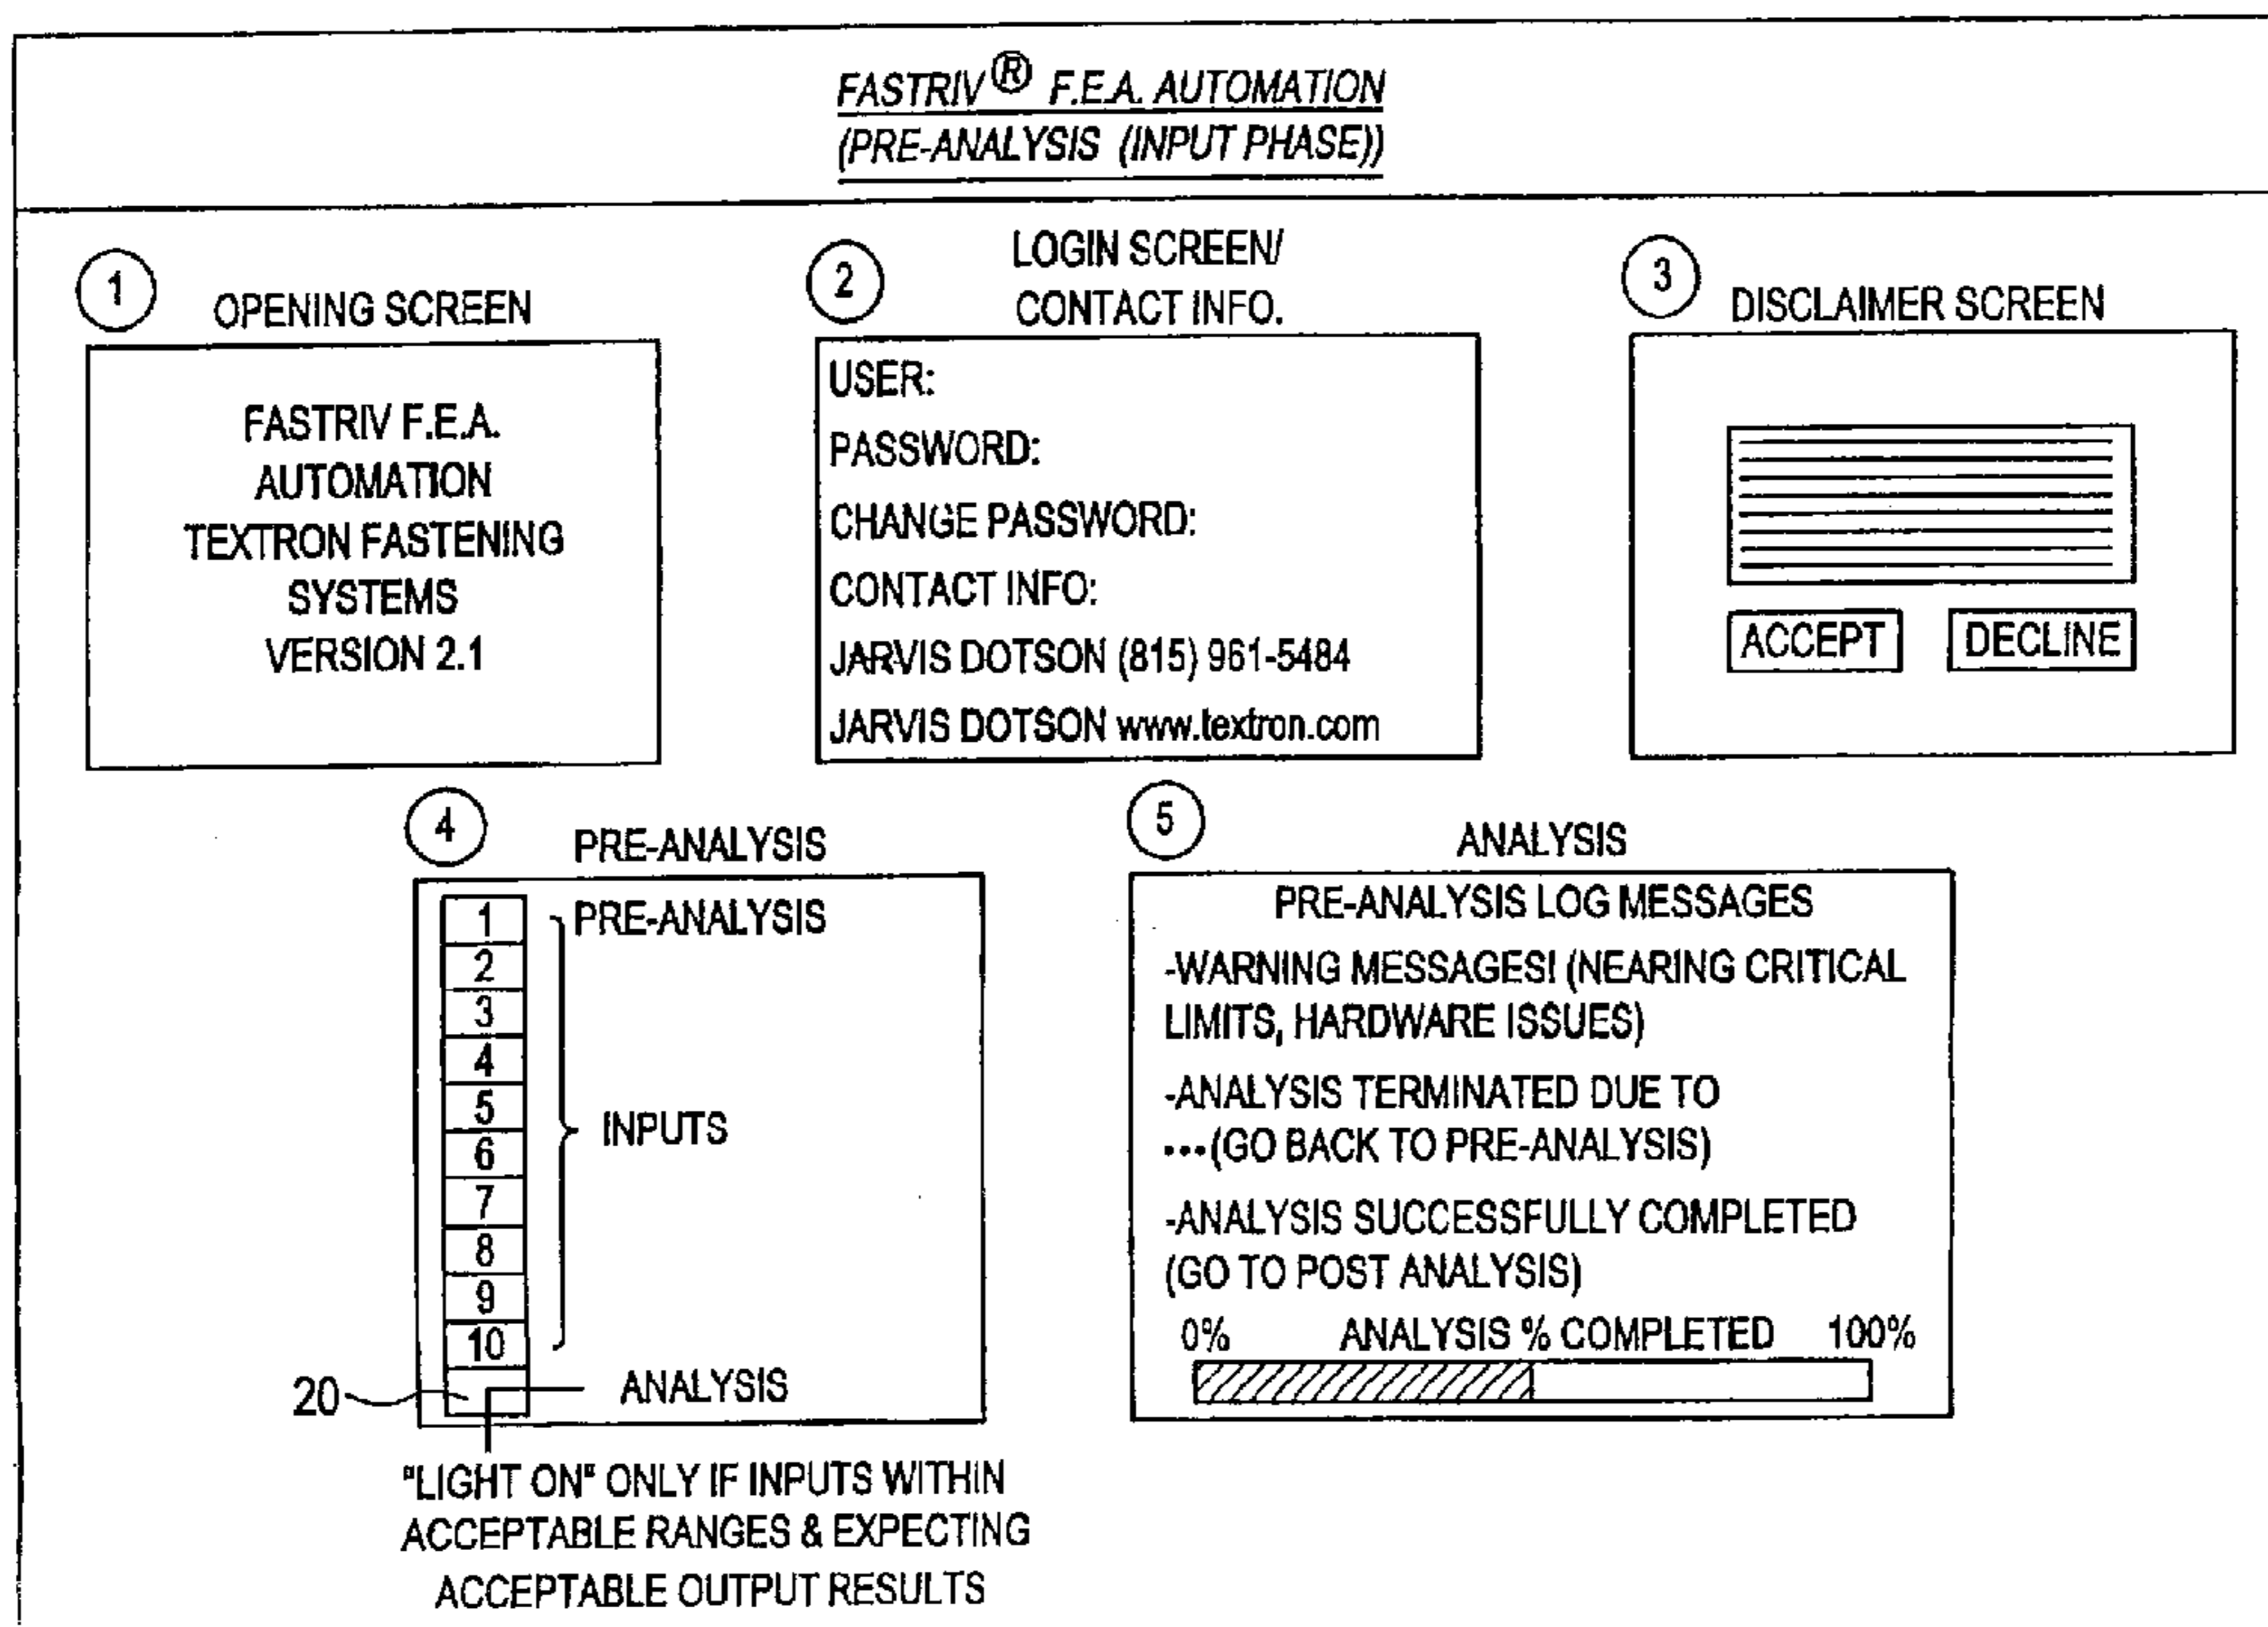 FASTRIV® F.E.A. AUTOMATION
(PRE-ANALYSIS (INPUT PHASE))
1
OPENING SCREEN
FASTRIV F.E.A.
AUTOMATION
TEXTRON FASTENING
SYSTEMS
VERSION 2.1
2
LOGIN SCREEN/
CONTACT INFO.
USER:
PASSWORD:
CHANGE PASSWORD:
CONTACT INFO:
JARVIS DOTSON (815) 961-5484
JARVIS DOTSON www.textron.com
3
DISCLAIMER SCREEN
ACCEPT
DECLINE
4
PRE-ANALYSIS
1
2
3
4
5
6
7
8
9
10
PRE-ANALYSIS
INPUTS
20
ANALYSIS
"LIGHT ON" ONLY IF INPUTS WITHIN
ACCEPTABLE RANGES & EXPECTING
ACCEPTABLE OUTPUT RESULTS
5
ANALYSIS
PRE-ANALYSIS LOG MESSAGES
-WARNING MESSAGES! (NEARING CRITICAL
LIMITS, HARDWARE ISSUES)
-ANALYSIS TERMINATED DUE TO
...(GO BACK TO PRE-ANALYSIS)
-ANALYSIS SUCCESSFULLY COMPLETED
(GO TO POST ANALYSIS)
0% ANALYSIS % COMPLETED 100%